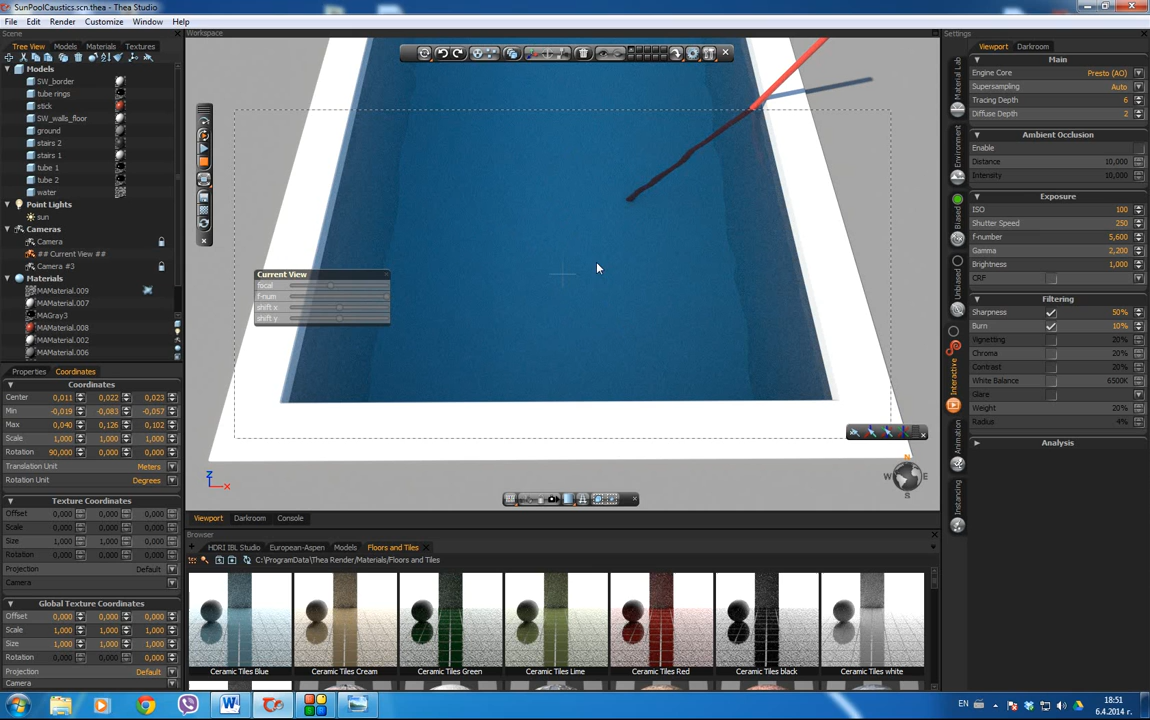 SunPoolCaustics.scn.thea - Thea Studio
File Edit Render Customize Window Help
Scene
Tree View Models Materials Textures
Models
SW_border
tube rings
stick
SW_walls_floor
ground
stairs 2
stairs 1
tube 1
tube 2
water
Point Lights
sun
Cameras
Camera
## Current View ##
Camera #3
Materials
MAMaterial.009
MAMaterial.007
MAGray3
MAMaterial.008
MAMaterial.002
MAMaterial.006
Properties Coordinates
Coordinates
Center 0,011 0,022 0,023
Min -0,019 -0,083 -0,057
Max 0,040 0,126 0,102
Scale 1,000 1,000 1,000
Rotation 90,000 0,000 0,000
Translation Unit Meters
Rotation Unit Degrees
Texture Coordinates
Offset 0,000 0,000 0,000
Scale 0,000 0,000 0,000
Size 1,000 1,000 1,000
Rotation 0,000 0,000 0,000
Projection Default
Camera
Global Texture Coordinates
Offset 0,000 0,000 0,000
Scale 1,000 1,000 1,000
Size 1,000 1,000 1,000
Rotation 0,000 0,000 0,000
Projection Default
Camera
Workspace
Current View
focal
f-num
shift x
shift y
Z
X
N
W E
S
Viewport Darkroom Console
Browser
HDRI IBL Studio European-Aspen Models Floors and Tiles
C:\ProgramData\Thea Render\Materials\Floors and Tiles
Ceramic Tiles Blue Ceramic Tiles Cream Ceramic Tiles Green Ceramic Tiles Lime Ceramic Tiles Red Ceramic Tiles black Ceramic Tiles white
Settings
Material Lab
Environment
Biased
Unbiased
Interactive
Animation
Instancing
Viewport Darkroom
Main
Engine Core Presto (AO)
Supersampling Auto
Tracing Depth 6
Diffuse Depth 2
Ambient Occlusion
Enable
Distance 10,000
Intensity 10,000
Exposure
ISO 100
Shutter Speed 250
f-number 5,600
Gamma 2,200
Brightness 1,000
CRF
Filtering
Sharpness 50%
Burn 10%
Vignetting 20%
Chroma 20%
Contrast 20%
White Balance 6500K
Glare
Weight 20%
Radius 4%
Analysis
EN
18:51
6.4.2014 г.